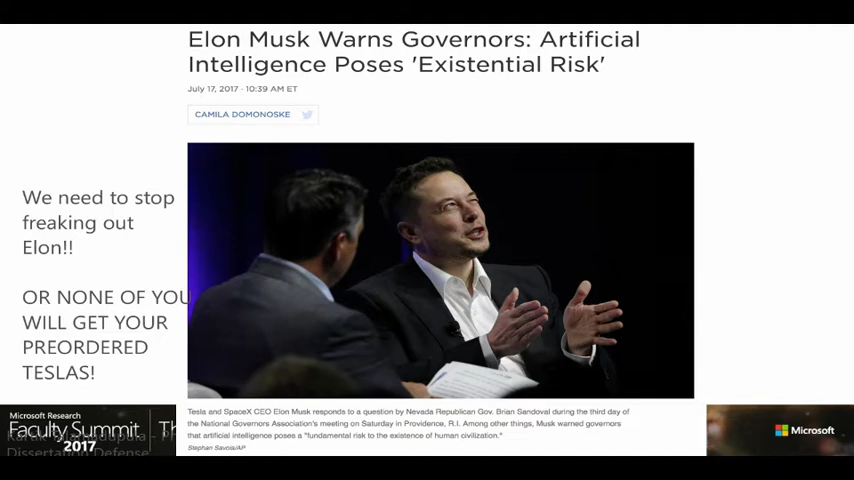 Elon Musk Warns Governors: Artificial
Intelligence Poses 'Existential Risk'
July 17, 2017 · 10:39 AM ET
CAMILA DOMONOSKE
We need to stop
freaking out
Elon!!
OR NONE OF YOU
WILL GET YOUR
PREORDERED
TESLAS!
Tesla and SpaceX CEO Elon Musk responds to a question by Nevada Republican Gov. Brian Sandoval during the third day of
the National Governors Association's meeting on Saturday in Providence, R.I. Among other things, Musk warned governors
that artificial intelligence poses a "fundamental risk to the existence of human civilization."
Stephan Savoia/AP
Microsoft Research
Faculty Summit
2017
Dissertation Defense
Microsoft